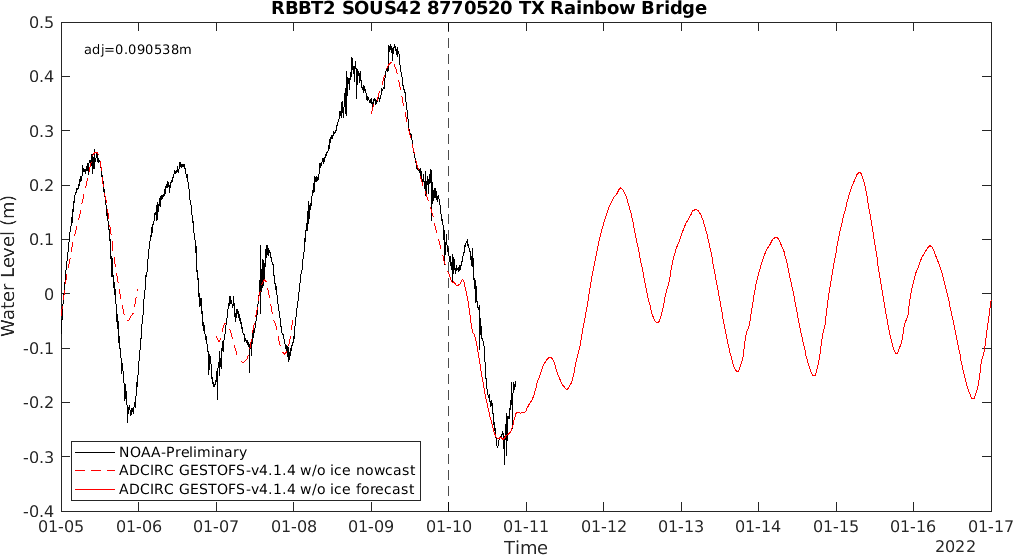 RBBT2 SOUS42 8770520 TX Rainbow Bridge
adj=0.090538m
0.5
0.4
0.3
0.2
0.1
0
-0.1
-0.2
-0.3
-0.4
Water Level (m)
NOAA-Preliminary
ADCIRC GESTOFS-v4.1.4 w/o ice nowcast
ADCIRC GESTOFS-v4.1.4 w/o ice forecast
01-05 01-06 01-07 01-08 01-09 01-10 01-11 01-12 01-13 01-14 01-15 01-16 01-17
Time
2022